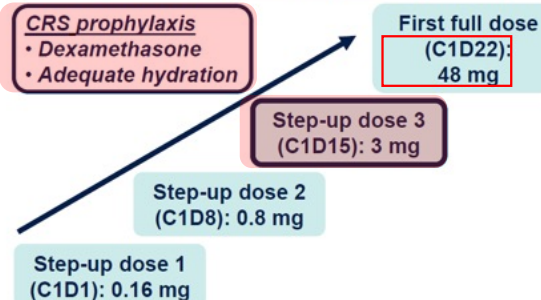 CRS prophylaxis
• Dexamethasone
• Adequate hydration
First full dose
(C1D22):
48 mg
Step-up dose 3
(C1D15): 3 mg
Step-up dose 2
(C1D8): 0.8 mg
Step-up dose 1
(C1D1): 0.16 mg